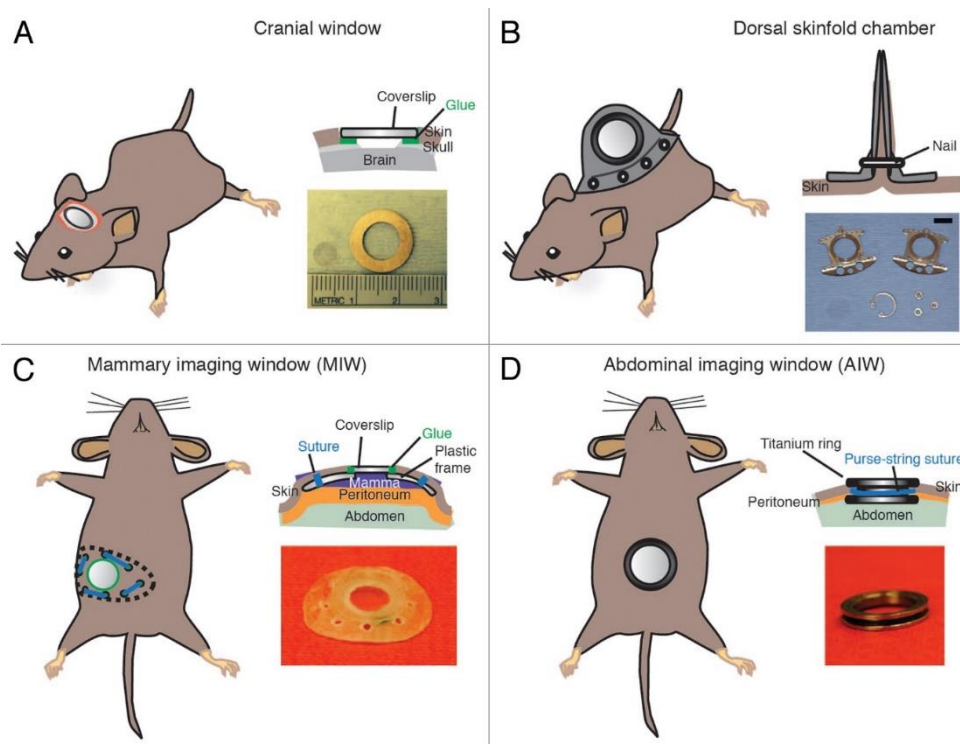 A
Cranial window
Coverslip
Glue
Skin
Skull
Brain
METRIC 1 2 3
B
Dorsal skinfold chamber
Nail
Skin
C
Mammary imaging window (MIW)
Coverslip
Suture
Glue
Plastic
frame
Mamma
Skin
Peritoneum
Abdomen
D
Abdominal imaging window (AIW)
Titanium ring
Purse-string suture
Skin
Peritoneum
Abdomen